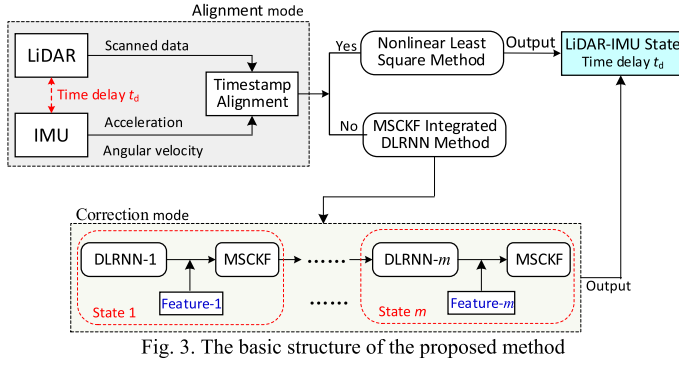 Alignment mode
LiDAR
Scanned data
Time delay td
IMU
Acceleration
Angular velocity
Timestamp
Alignment
Yes
Nonlinear Least
Square Method
Output
LiDAR-IMU State
Time delay td
No
MSCKF Integrated
DLRNN Method
Correction mode
DLRNN-1
MSCKF
Feature-1
State 1
......
......
DLRNN-m
MSCKF
Feature-m
State m
Output
Fig. 3. The basic structure of the proposed method